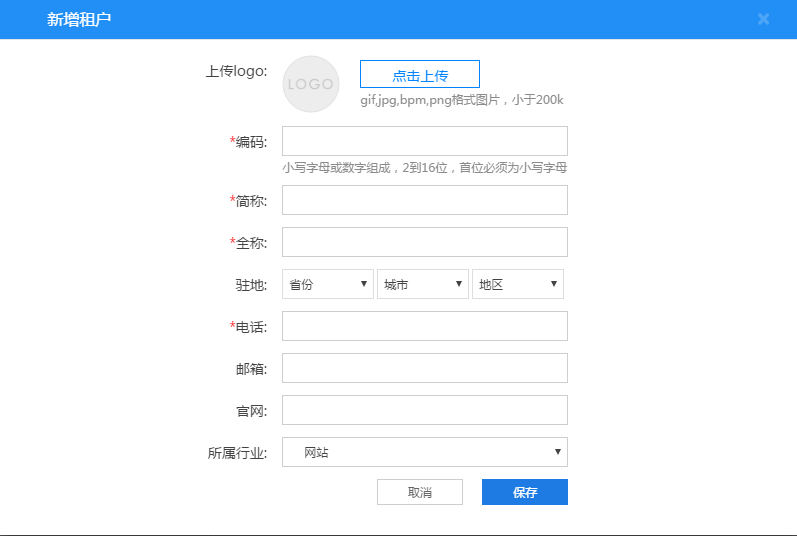 新增租户
上传logo:
LOGO
点击上传
gif,jpg,bpm,png格式图片，小于200k
*编码:
小写字母或数字组成，2到16位，首位必须为小写字母
*简称:
*全称:
驻地: 省份 城市 地区
*电话:
邮箱:
官网:
所属行业: 网站
取消 保存